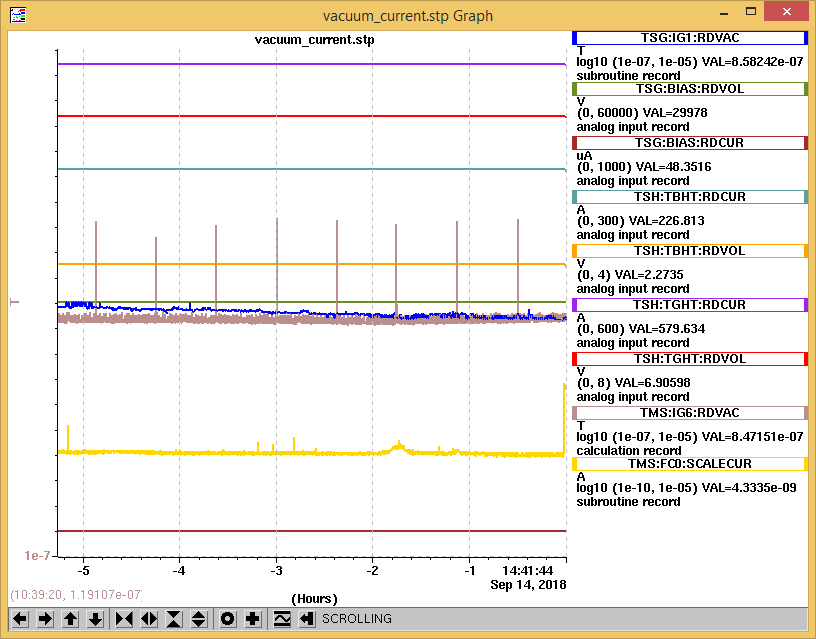 vacuum_current.stp Graph
vacuum_current.stp
TSG:IG1:RDVAC
T
log10 (1e-07, 1e-05) VAL=8.58242e-07
subroutine record
TSG:BIAS:RDVOL
V
(0, 60000) VAL=29978
analog input record
TSG:BIAS:RDCUR
uA
(0, 1000) VAL=48.3516
analog input record
TSH:TBHT:RDCUR
A
(0, 300) VAL=226.813
analog input record
TSH:TBHT:RDVOL
V
(0, 4) VAL=2.2735
analog input record
TSH:TGHT:RDCUR
A
(0, 600) VAL=579.634
analog input record
TSH:TGHT:RDVOL
V
(0, 8) VAL=6.90598
analog input record
TMS:IG6:RDVAC
T
log10 (1e-07, 1e-05) VAL=8.47151e-07
calculation record
TMS:FC0:SCALECUR
A
log10 (1e-10, 1e-05) VAL=4.3335e-09
subroutine record
T
1e-7
-5 -4 -3 -2 -1 14:41:44
Sep 14, 2018
(Hours)
(10:39:20, 1.19107e-07)
SCROLLING